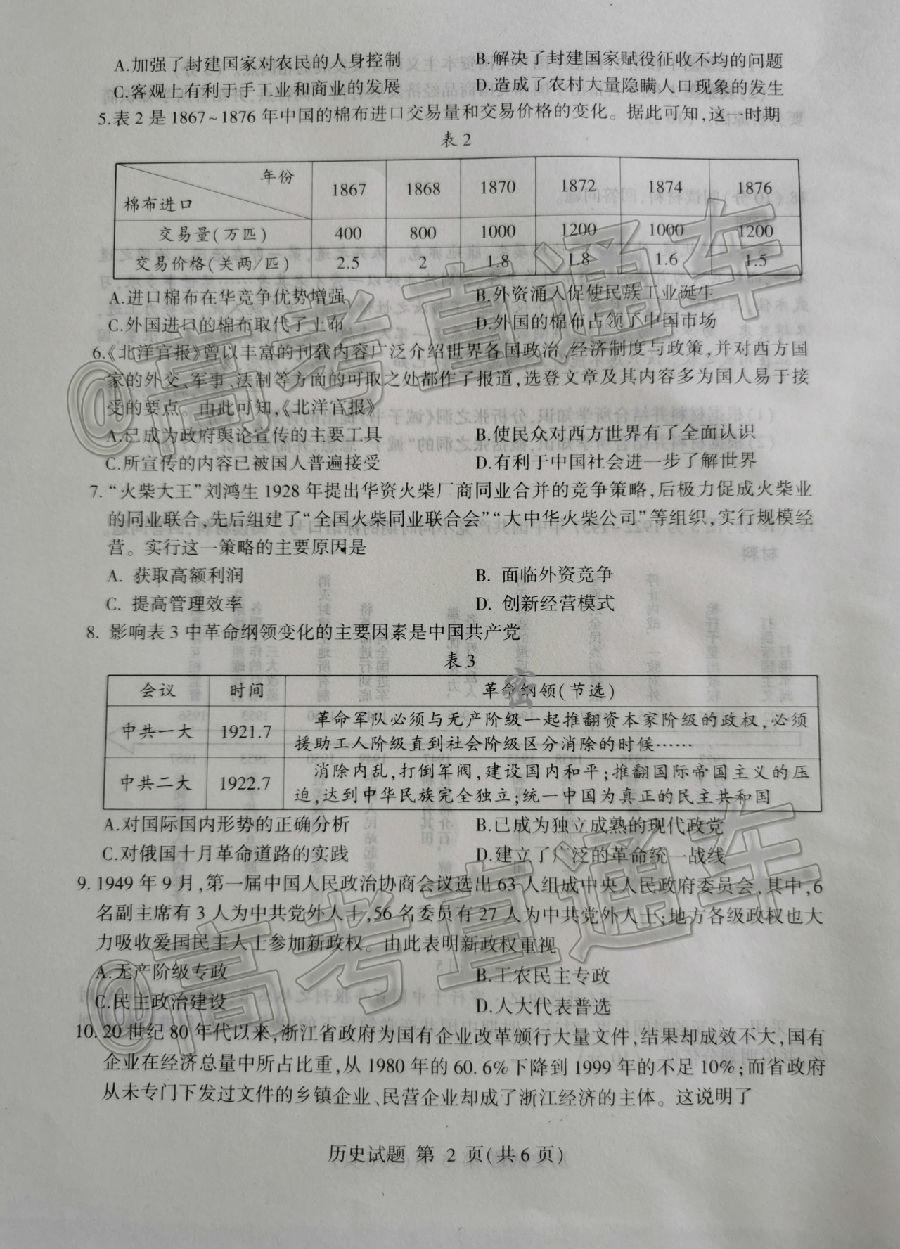 A.加强了封建国家对农民的人身控制 B.解决了封建国家赋役征收不均的问题
C.客观上有利于手工业和商业的发展 D.造成了农村大量隐瞒人口现象的发生
5.表2是1867~1876年中国的棉布进口交易量和交易价格的变化。据此可知,这一时期
表2
年份 棉布进口 1867 1868 1870 1872 1874 1876
交易量(万匹) 400 800 1000 1200 1000 1200
交易价格(关两/匹) 2.5 2 1.8 1.8 1.6 1.5
A.进口棉布在华竞争优势增强 B.外资涌入促使民族工业诞生
C.外国进口的棉布取代了土布 D.外国的棉布占领了中国市场
6.《北洋官报》曾以丰富的刊载内容广泛介绍世界各国政治、经济制度与政策,并对西方国
家的外交、军事、法制等方面的可取之处都作了报道,选登文章及其内容多为国人易于接
受的要点。由此可知,《北洋官报》
A.已成为政府舆论宣传的主要工具 B.使民众对西方世界有了全面认识
C.所宣传的内容已被国人普遍接受 D.有利于中国社会进一步了解世界
7.“火柴大王”刘鸿生1928年提出华资火柴厂商同业合并的竞争策略,后极力促成火柴业
的同业联合,先后组建了“全国火柴同业联合会”“大中华火柴公司”等组织,实行规模经
营。实行这一策略的主要原因是
A. 获取高额利润 B. 面临外资竞争
C. 提高管理效率 D. 创新经营模式
8. 影响表3中革命纲领变化的主要因素是中国共产党
表3
会议 时间 革命纲领(节选)
中共一大 1921.7 革命军队必须与无产阶级一起推翻资本家阶级的政权,必须
援助工人阶级直到社会阶级区分消除的时候……
中共二大 1922.7 消除内乱,打倒军阀,建设国内和平;推翻国际帝国主义的压
迫,达到中华民族完全独立;统一中国为真正的民主共和国
A.对国际国内形势的正确分析 B.已成为独立成熟的现代政党
C.对俄国十月革命道路的实践 D.建立了广泛的革命统一战线
9.1949年9月,第一届中国人民政治协商会议选出63人组成中央人民政府委员会,其中,6
名副主席有3人为中共党外人士,56名委员有27人为中共党外人士;地方各级政权也大
力吸收爱国民主人士参加新政权。由此表明新政权重视
A.无产阶级专政 B.工农民主专政
C.民主政治建设 D.人大代表普选
10.20世纪80年代以来,浙江省政府为国有企业改革颁行大量文件,结果却成效不大,国有
企业在经济总量中所占比重,从1980年的60.6%下降到1999年的不足10%;而省政府
从未专门下发过文件的乡镇企业、民营企业却成了浙江经济的主体。这说明了
历史试题 第 2 页(共6页)
@高考直通车
@高考直通车